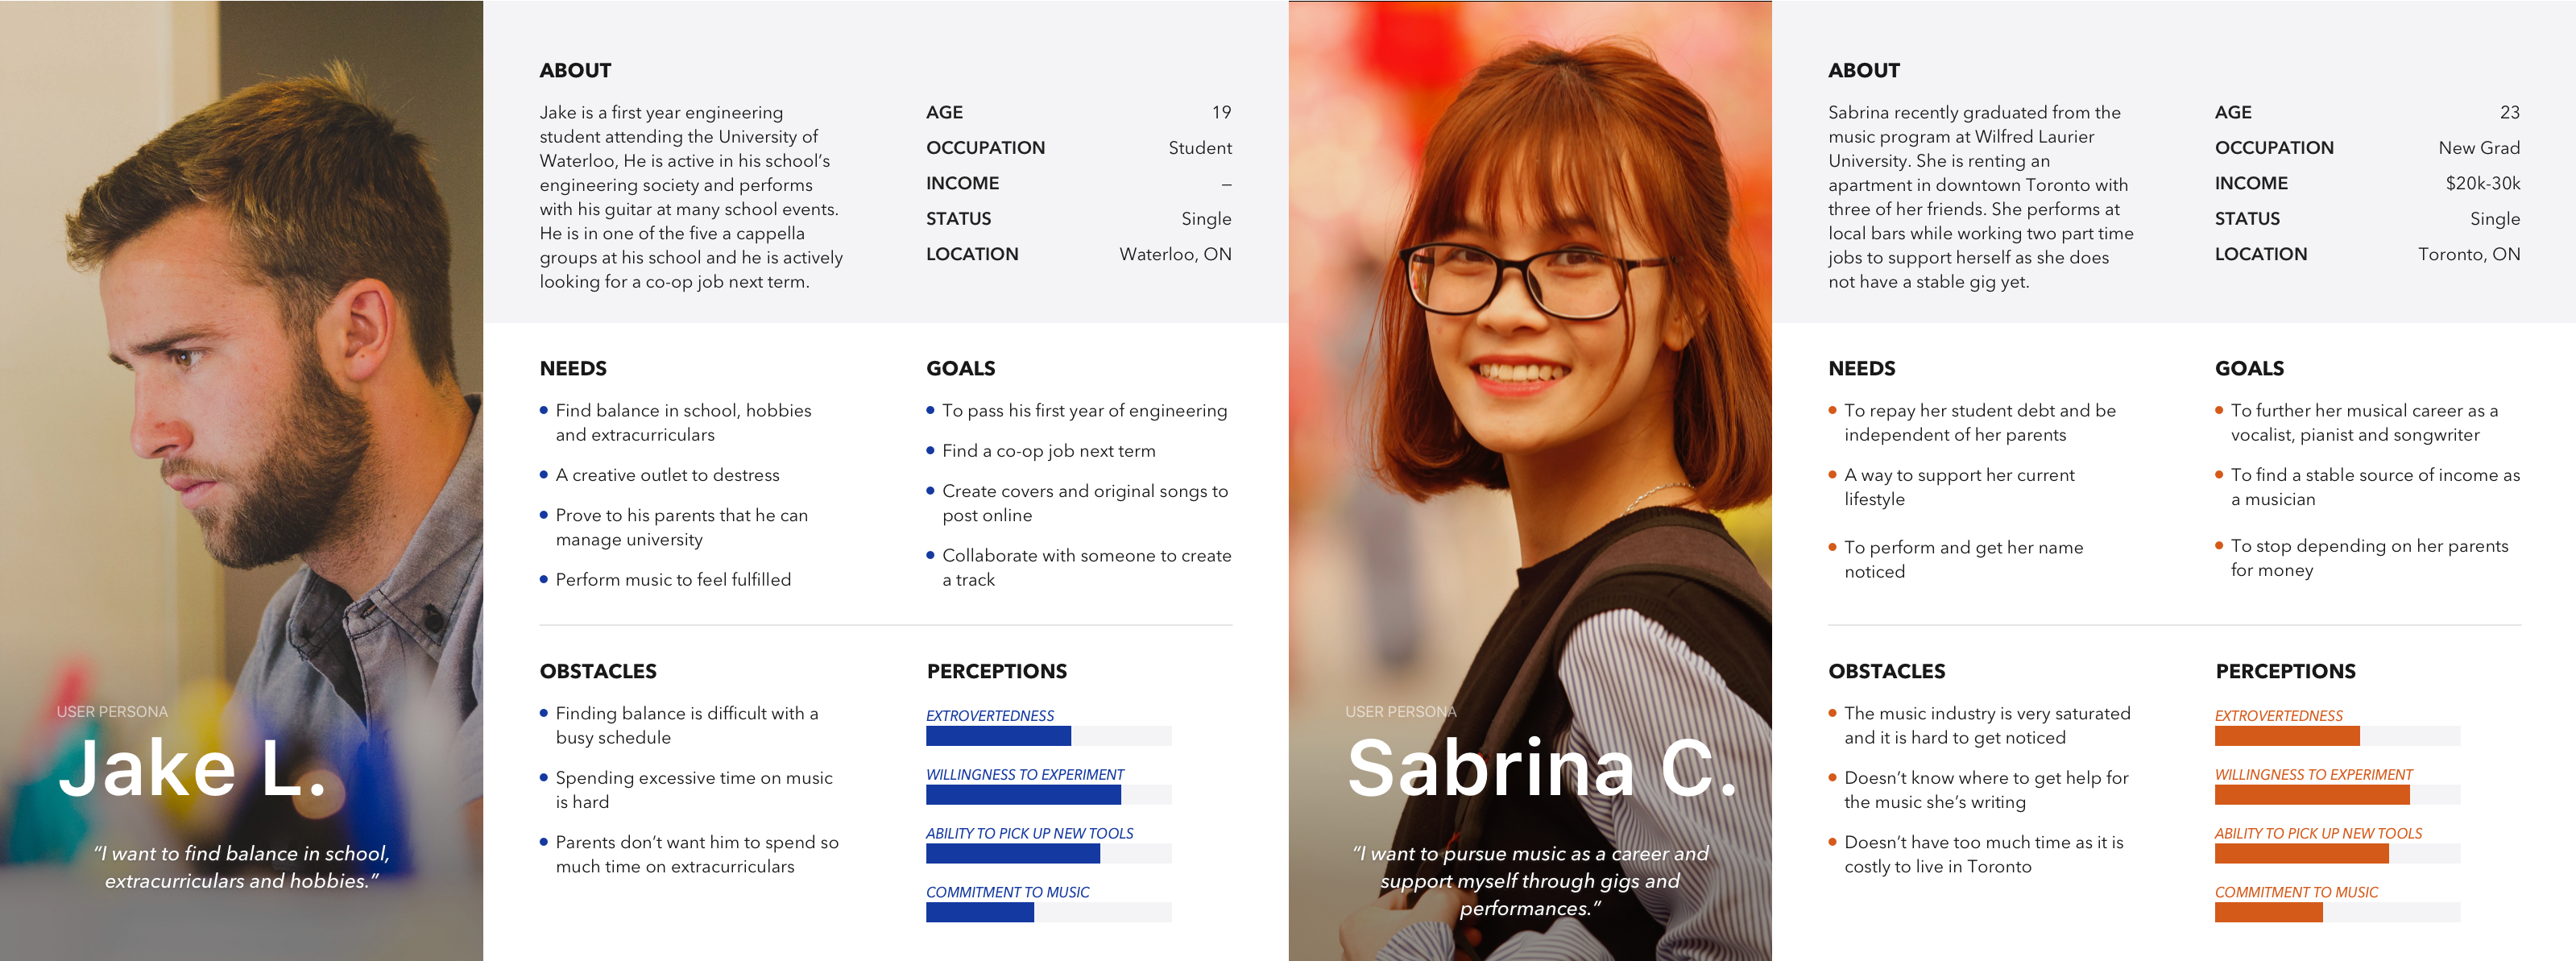 USER PERSONA
Jake L.
“I want to find balance in school,
extracurriculars and hobbies.”
ABOUT
Jake is a first year engineering
student attending the University of
Waterloo, He is active in his school’s
engineering society and performs
with his guitar at many school events.
He is in one of the five a cappella
groups at his school and he is actively
looking for a co-op job next term.
AGE 19
OCCUPATION Student
INCOME –
STATUS Single
LOCATION Waterloo, ON
NEEDS
Find balance in school, hobbies
and extracurriculars
A creative outlet to destress
Prove to his parents that he can
manage university
Perform music to feel fulfilled
GOALS
To pass his first year of engineering
Find a co-op job next term
Create covers and original songs to
post online
Collaborate with someone to create
a track
OBSTACLES
Finding balance is difficult with a
busy schedule
Spending excessive time on music
is hard
Parents don’t want him to spend so
much time on extracurriculars
PERCEPTIONS
EXTROVERTEDNESS
WILLINGNESS TO EXPERIMENT
ABILITY TO PICK UP NEW TOOLS
COMMITMENT TO MUSIC
USER PERSONA
Sabrina C.
“I want to pursue music as a career and
support myself through gigs and
performances.”
ABOUT
Sabrina recently graduated from the
music program at Wilfred Laurier
University. She is renting an
apartment in downtown Toronto with
three of her friends. She performs at
local bars while working two part time
jobs to support herself as she does
not have a stable gig yet.
AGE 23
OCCUPATION New Grad
INCOME $20k-30k
STATUS Single
LOCATION Toronto, ON
NEEDS
To repay her student debt and be
independent of her parents
A way to support her current
lifestyle
To perform and get her name
noticed
GOALS
To further her musical career as a
vocalist, pianist and songwriter
To find a stable source of income as
a musician
To stop depending on her parents
for money
OBSTACLES
The music industry is very saturated
and it is hard to get noticed
Doesn’t know where to get help for
the music she’s writing
Doesn’t have too much time as it is
costly to live in Toronto
PERCEPTIONS
EXTROVERTEDNESS
WILLINGNESS TO EXPERIMENT
ABILITY TO PICK UP NEW TOOLS
COMMITMENT TO MUSIC